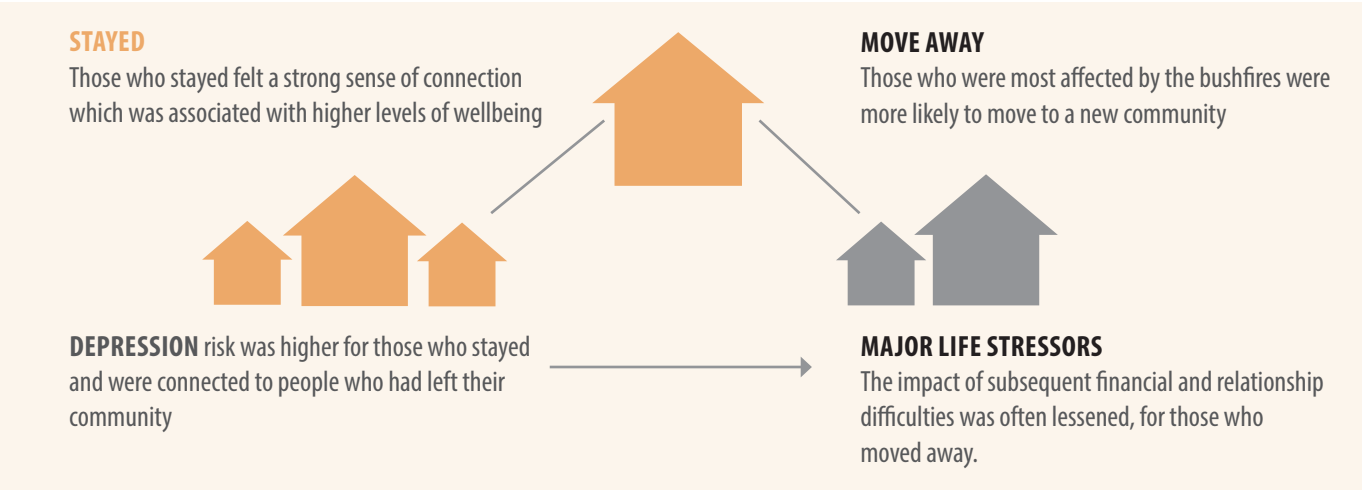 STAYED
Those who stayed felt a strong sense of connection
which was associated with higher levels of wellbeing
MOVE AWAY
Those who were most affected by the bushfires were
more likely to move to a new community
DEPRESSION risk was higher for those who stayed
and were connected to people who had left their
community
MAJOR LIFE STRESSORS
The impact of subsequent financial and relationship
difficulties was often lessened, for those who
moved away.